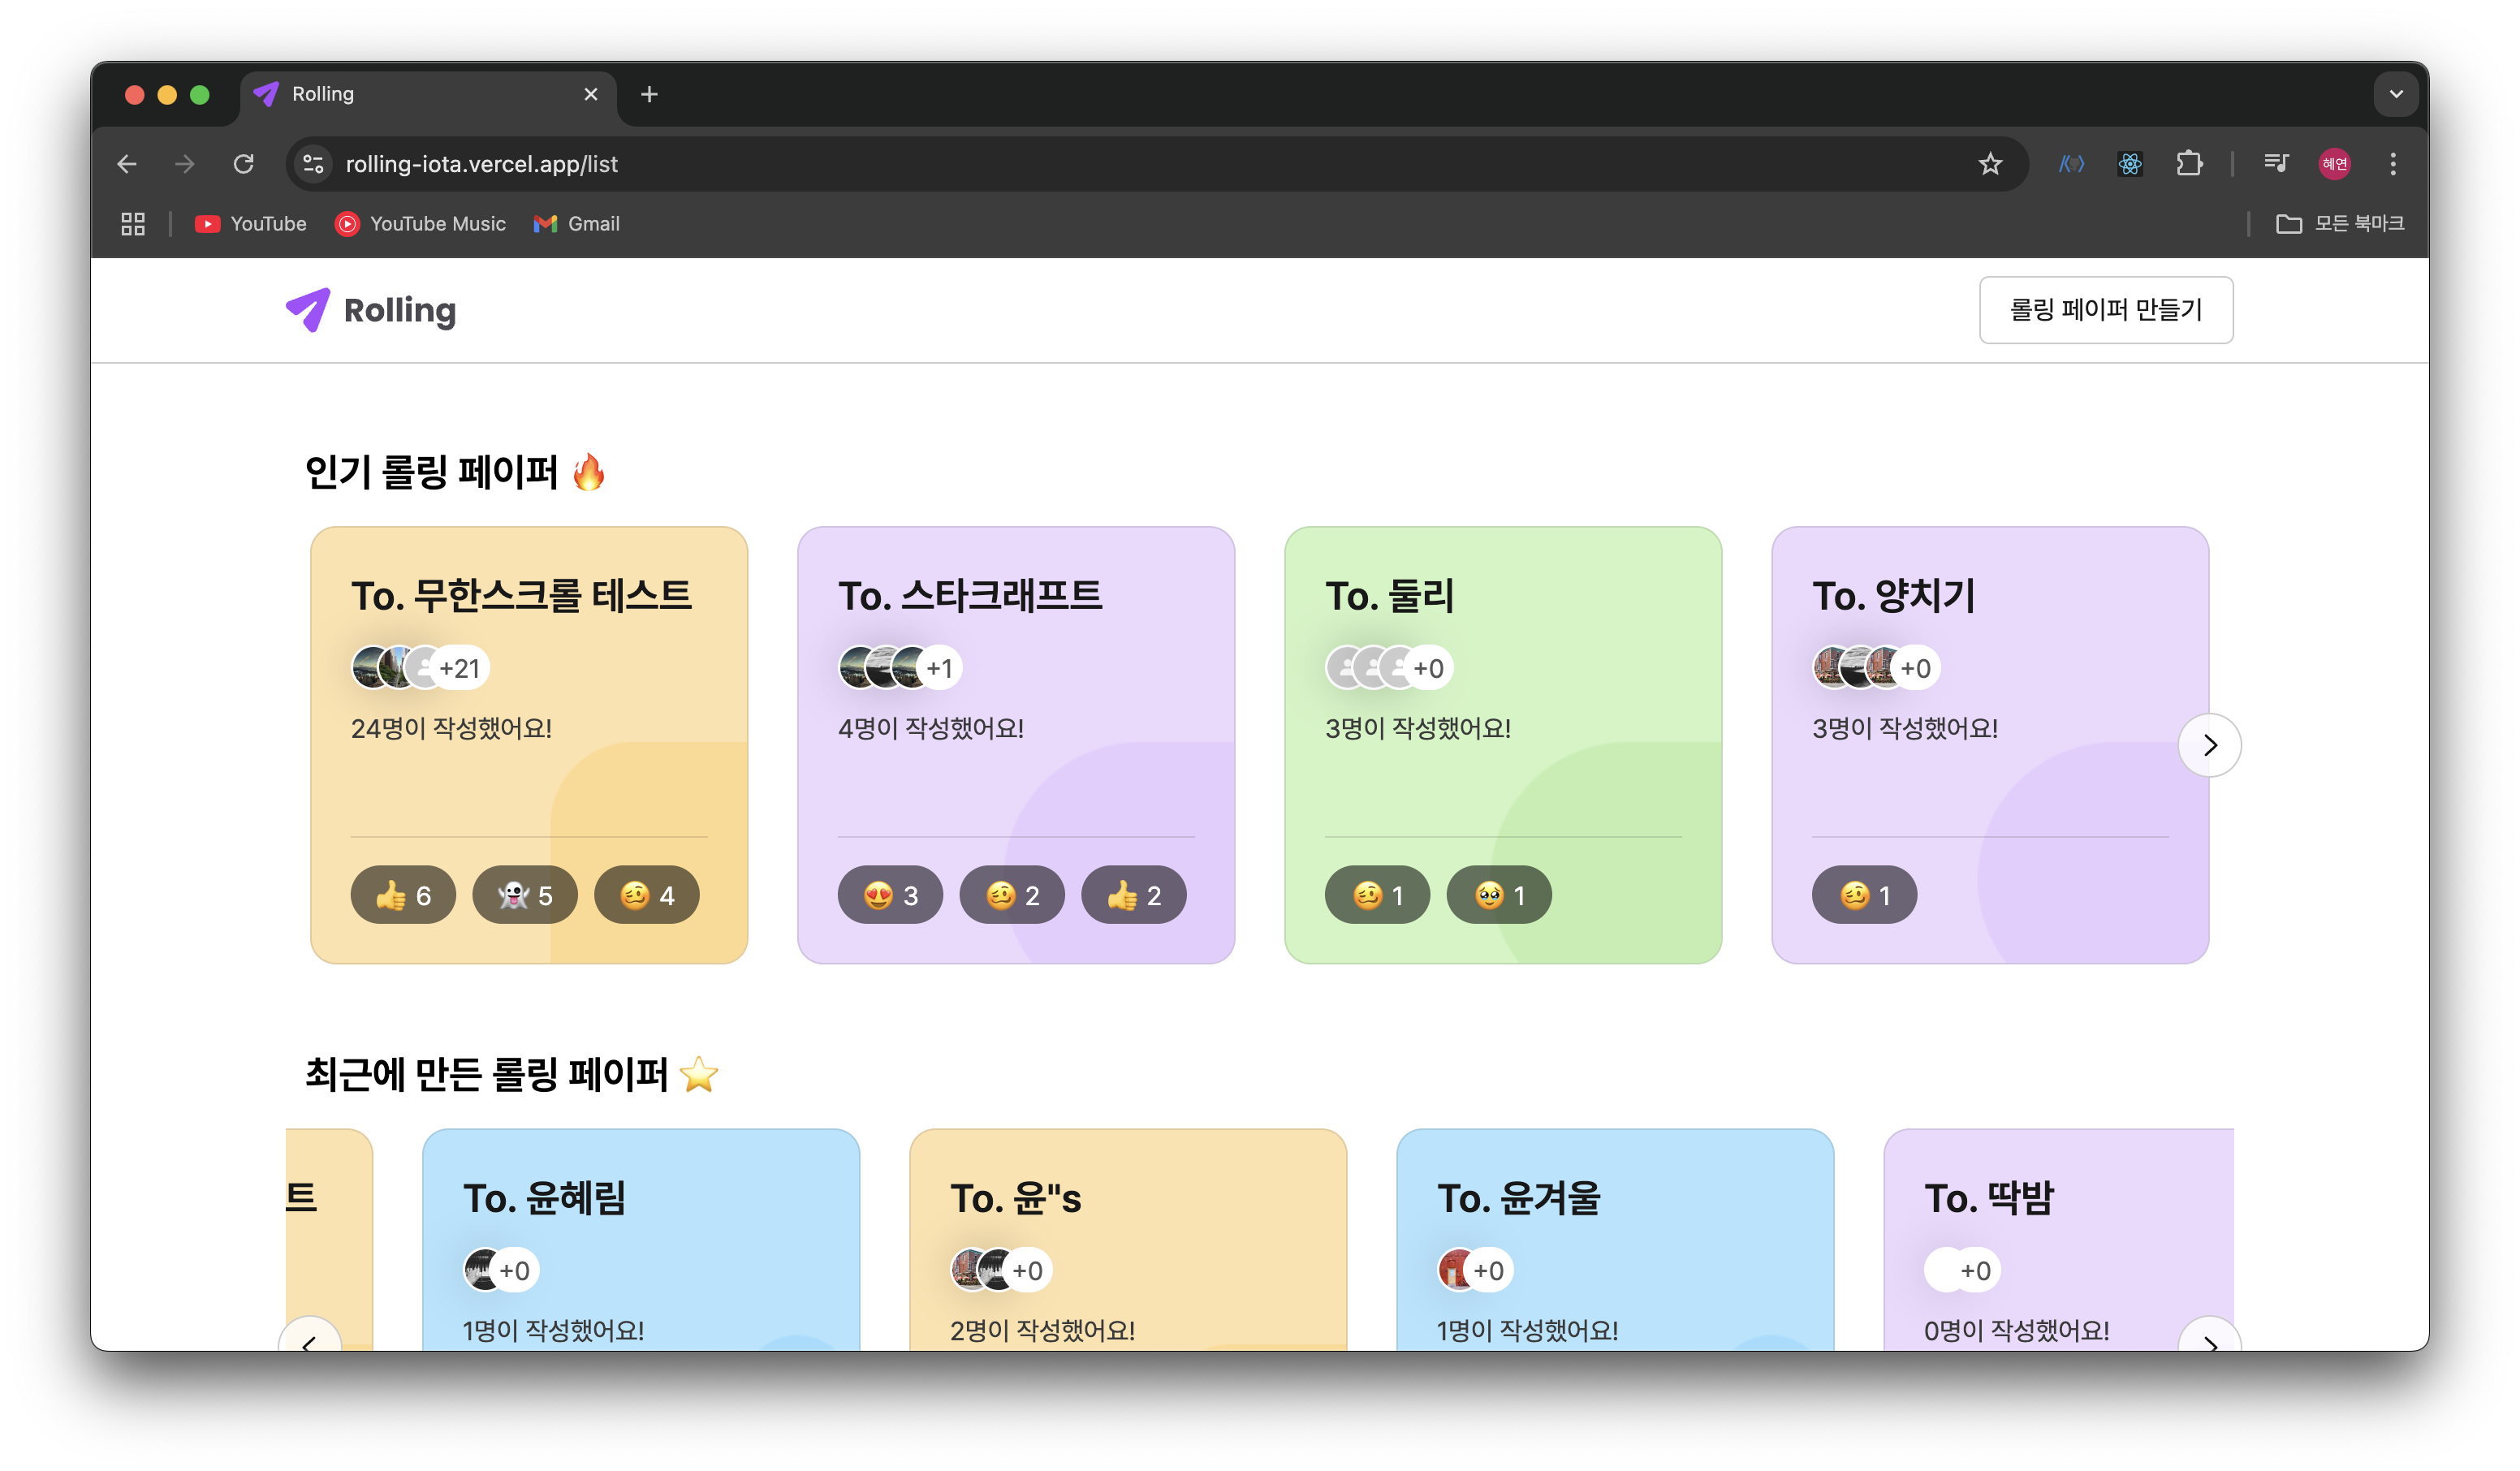 Rolling
rolling-iota.vercel.app/list
혜연
YouTube
YouTube Music
Gmail
모든 북마크
Rolling
롤링 페이퍼 만들기
인기 롤링 페이퍼 🔥
To. 무한스크롤 테스트
+21
24명이 작성했어요!
👍 6
👻 5
🥴 4
To. 스타크래프트
+1
4명이 작성했어요!
😍 3
🥴 2
👍 2
To. 둘리
+0
3명이 작성했어요!
🥴 1
🥹 1
To. 양치기
+0
3명이 작성했어요!
🥴 1
최근에 만든 롤링 페이퍼 ⭐
트
To. 윤혜림
+0
1명이 작성했어요!
To. 윤"s
+0
2명이 작성했어요!
To. 윤겨울
+0
1명이 작성했어요!
To. 딱밤
+0
0명이 작성했어요!